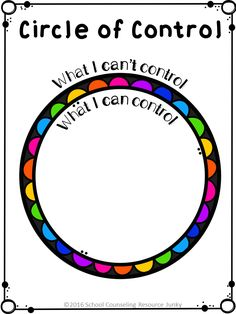 Circle of Control
What I can't control
What I can control
©2016 School Counseling Resource Junky